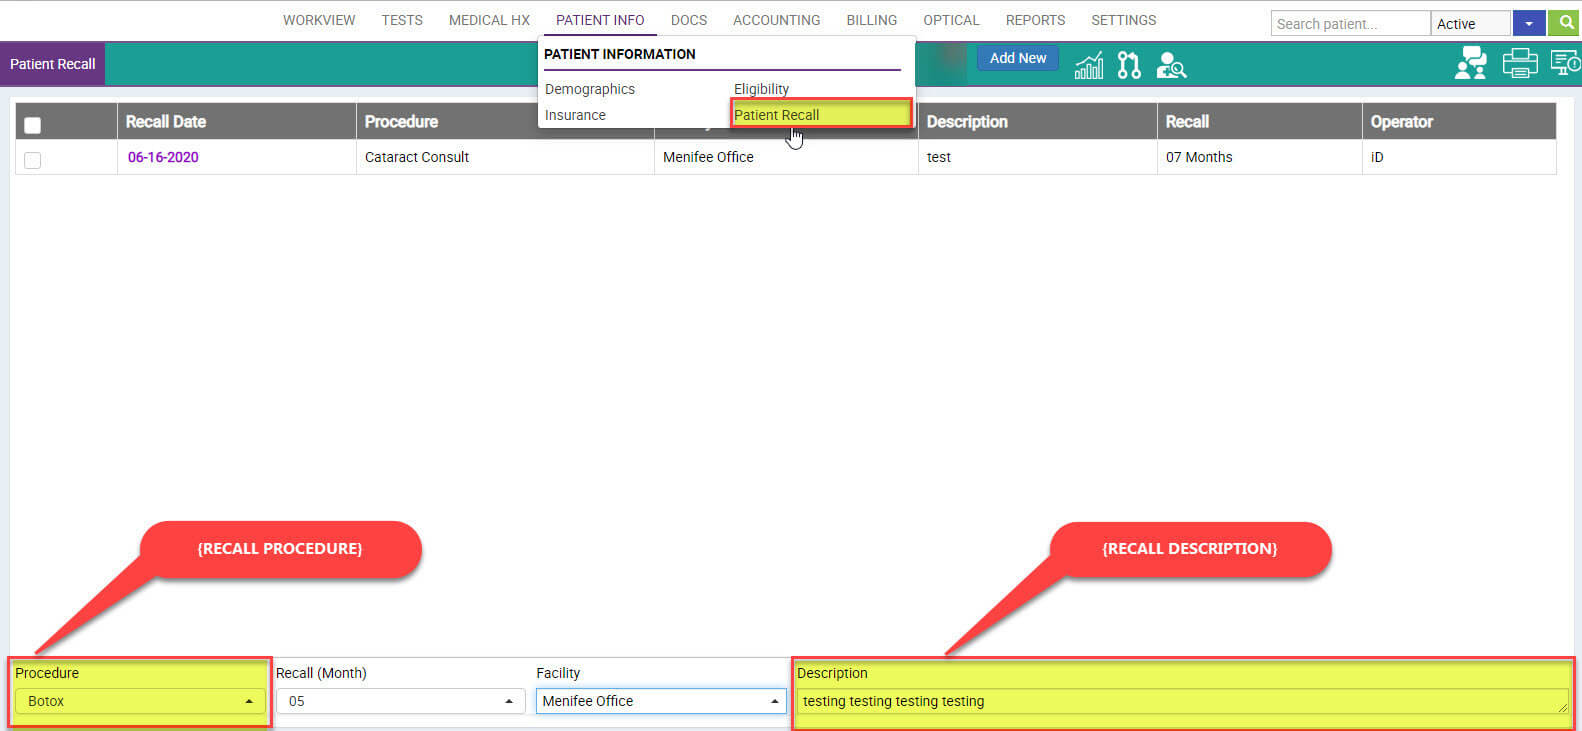 WORKVIEW TESTS MEDICAL HX PATIENT INFO DOCS ACCOUNTING BILLING OPTICAL REPORTS SETTINGS Search patient... Active
Patient Recall PATIENT INFORMATION Add New
Demographics Eligibility
Insurance Patient Recall
Recall Date Procedure Description Recall Operator
06-16-2020 Cataract Consult Menifee Office test 07 Months iD
{RECALL PROCEDURE} {RECALL DESCRIPTION}
Procedure Recall (Month) Facility Description
Botox 05 Menifee Office testing testing testing testing